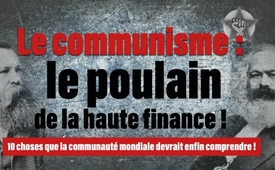 Le communisme :
le poulain
de la haute finance !
10 choses que la communauté mondiale devrait enfin comprendre !